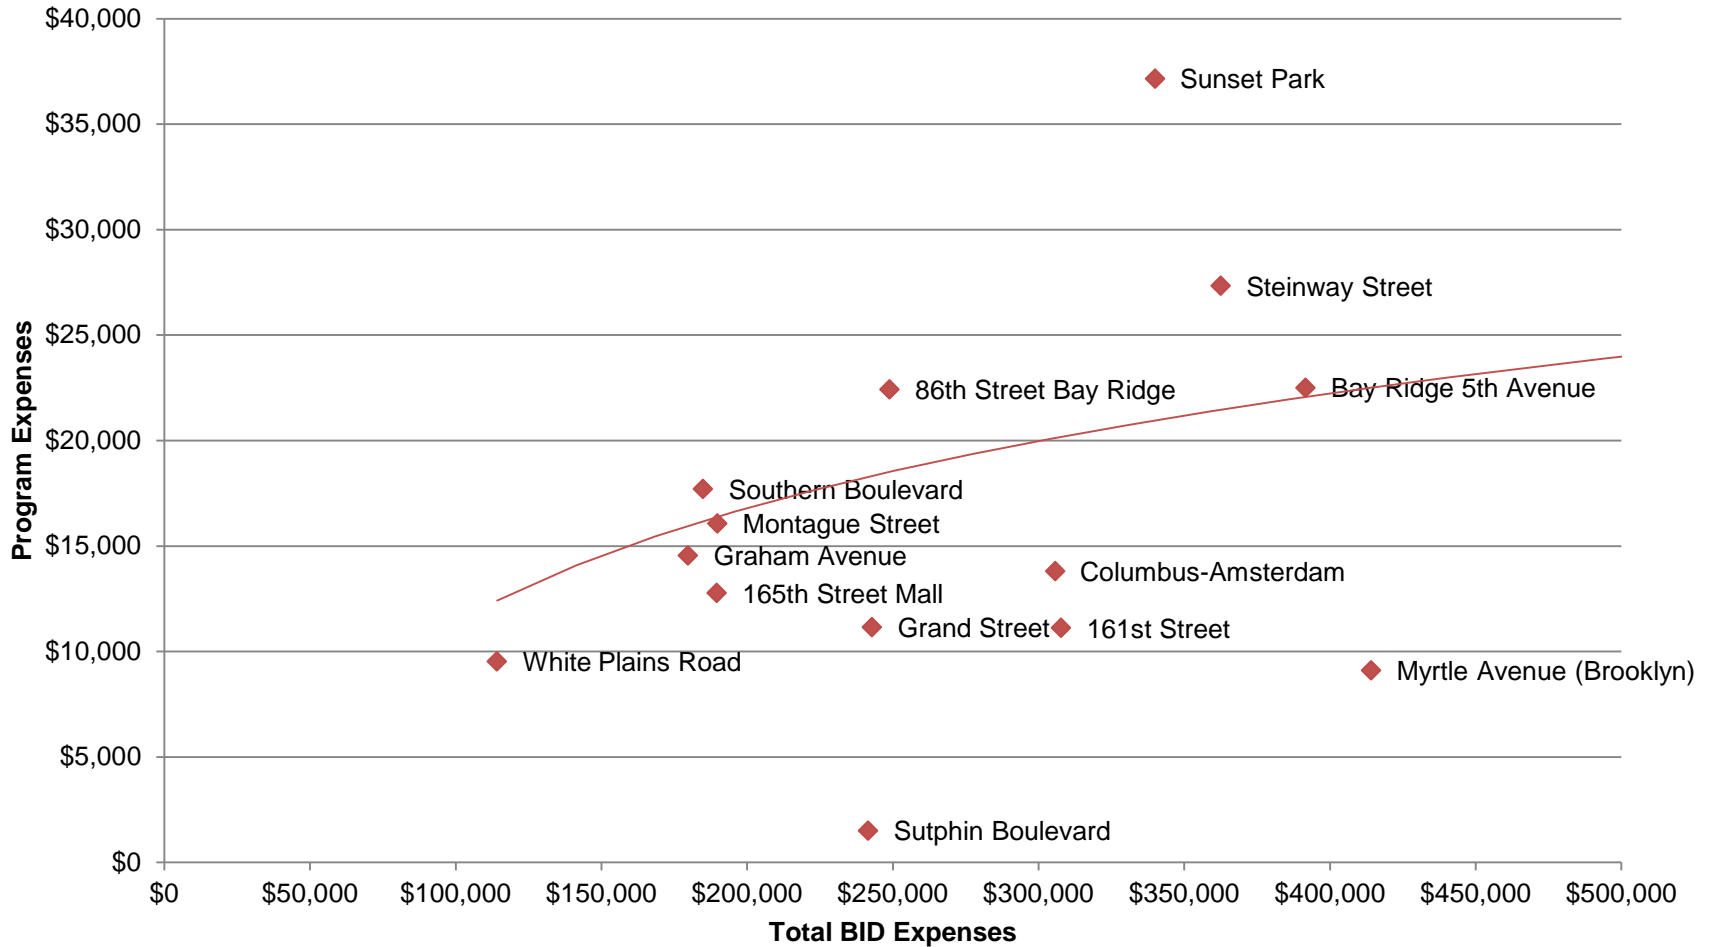 $40,000
Sunset Park
$35,000
$30,000
Steinway Street
$25,000
86th Street Bay Ridge
Bay Ridge 5th Avenue
$20,000
Southern Boulevard
Montague Street
$15,000
Graham Avenue
Columbus-Amsterdam
165th Street Mall
Grand Street
161st Street
$10,000
White Plains Road
Myrtle Avenue (Brooklyn)
$5,000
Sutphin Boulevard
$0
Program Expenses
$0 $50,000 $100,000 $150,000 $200,000 $250,000 $300,000 $350,000 $400,000 $450,000 $500,000
Total BID Expenses